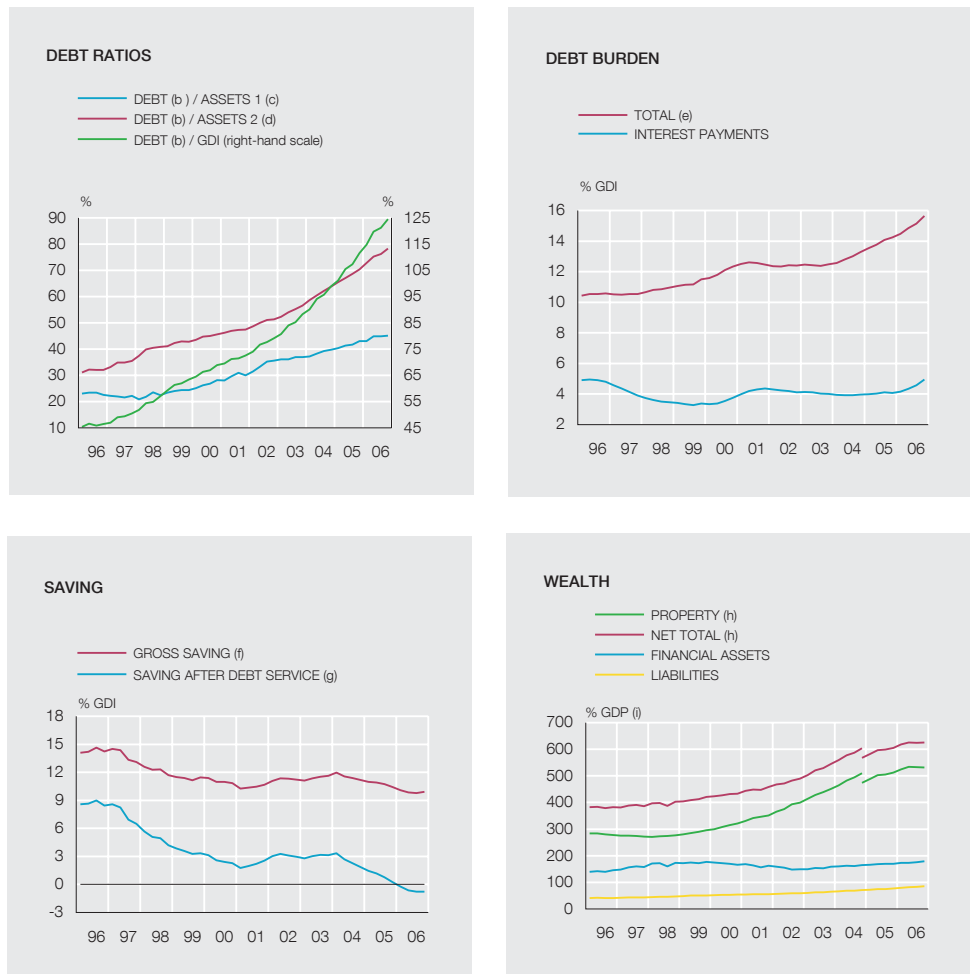 DEBT RATIOS
DEBT (b ) / ASSETS 1 (c)
DEBT (b) / ASSETS 2 (d)
DEBT (b) / GDI (right-hand scale)
% %
90 125
80 115
70 105
60 95
50 85
40 75
30 65
20 55
10 45
96 97 98 99 00 01 02 03 04 05 06
DEBT BURDEN
TOTAL (e)
INTEREST PAYMENTS
% GDI
16
14
12
10
8
6
4
2
96 97 98 99 00 01 02 03 04 05 06
SAVING
GROSS SAVING (f)
SAVING AFTER DEBT SERVICE (g)
% GDI
18
15
12
9
6
3
0
-3
96 97 98 99 00 01 02 03 04 05 06
WEALTH
PROPERTY (h)
NET TOTAL (h)
FINANCIAL ASSETS
LIABILITIES
% GDP (i)
700
600
500
400
300
200
100
0
96 97 98 99 00 01 02 03 04 05 06